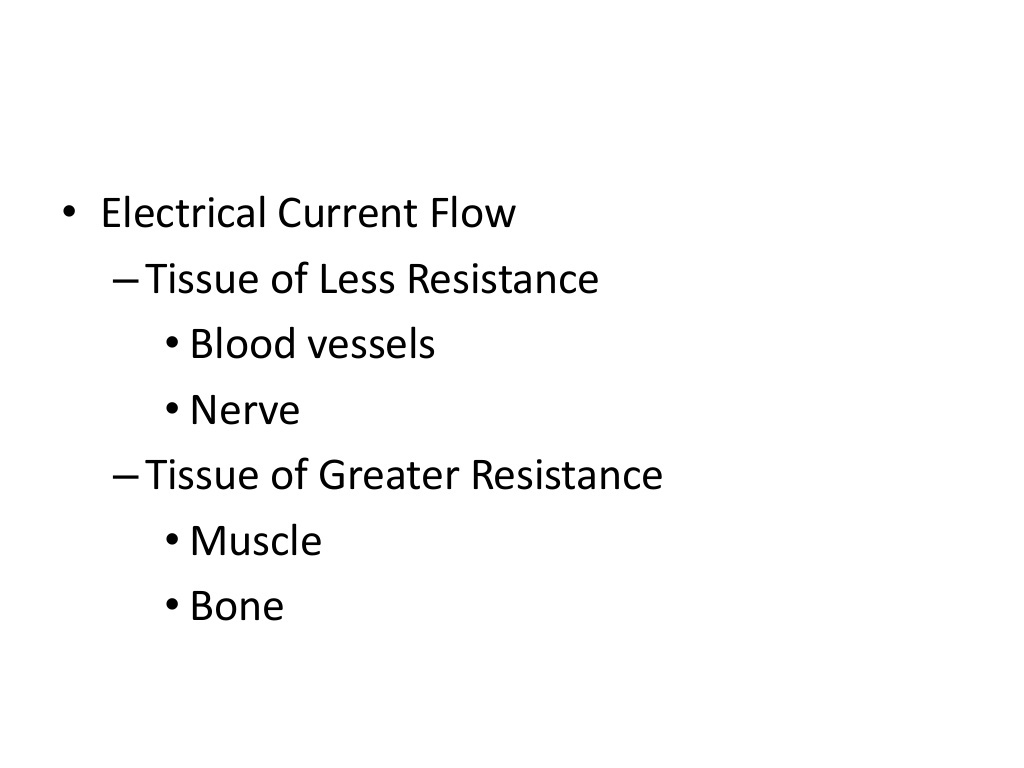 • Electrical Current Flow
– Tissue of Less Resistance
• Blood vessels
• Nerve
– Tissue of Greater Resistance
• Muscle
• Bone